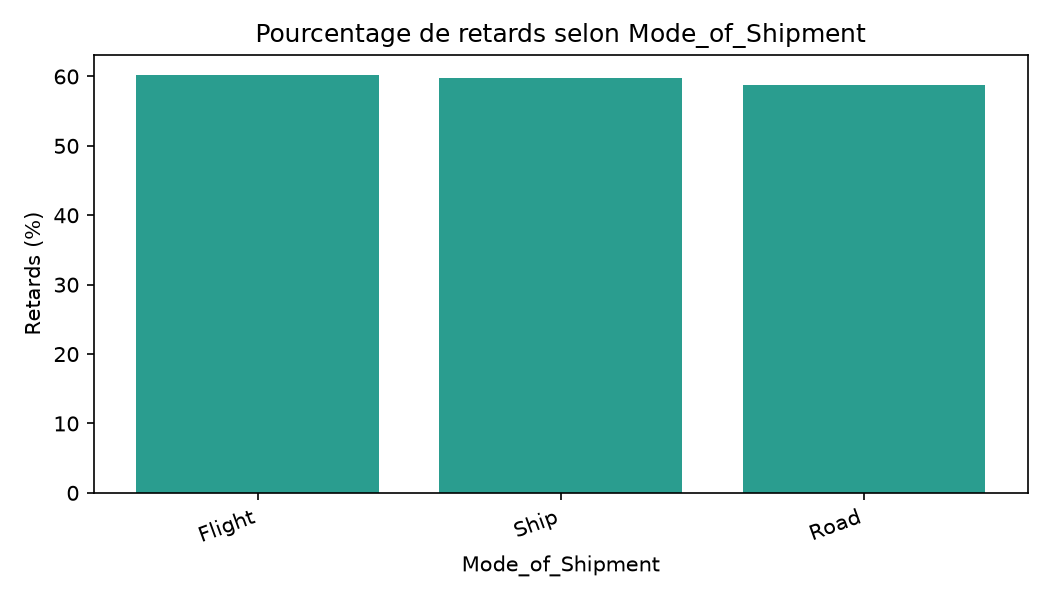 Pourcentage de retards selon Mode_of_Shipment
Retards (%)
60
50
40
30
20
10
0
Flight
Ship
Road
Mode_of_Shipment